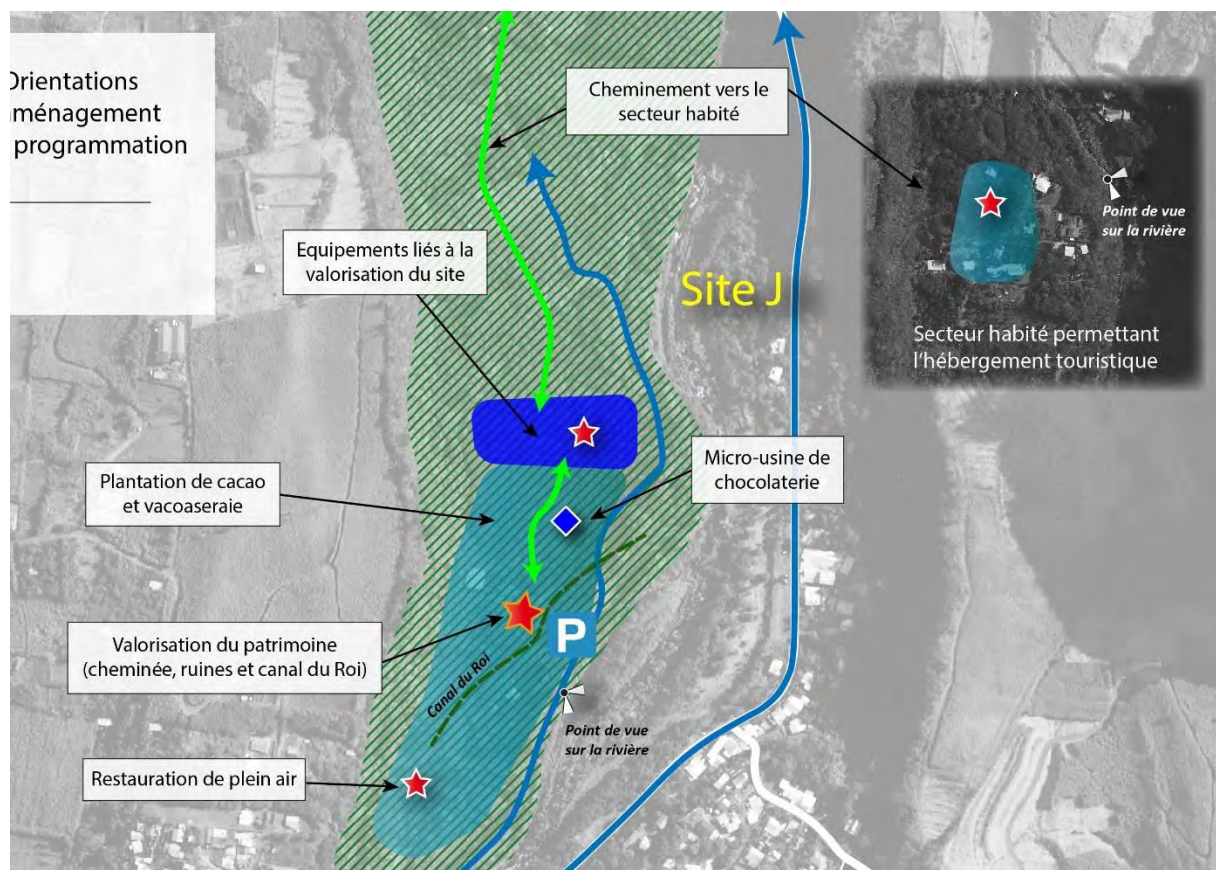 Orientations
aménagement
programmation
Cheminement vers le
secteur habité
Equipements liés à la
valorisation du site
Site J
Point de vue
sur la rivière
Secteur habité permettant
l'hébergement touristique
Plantation de cacao
et vacoaseraie
Micro-usine de
chocolaterie
Valorisation du patrimoine
(cheminée, ruines et canal du Roi)
P
Canal du Roi
Point de vue
sur la rivière
Restauration de plein air